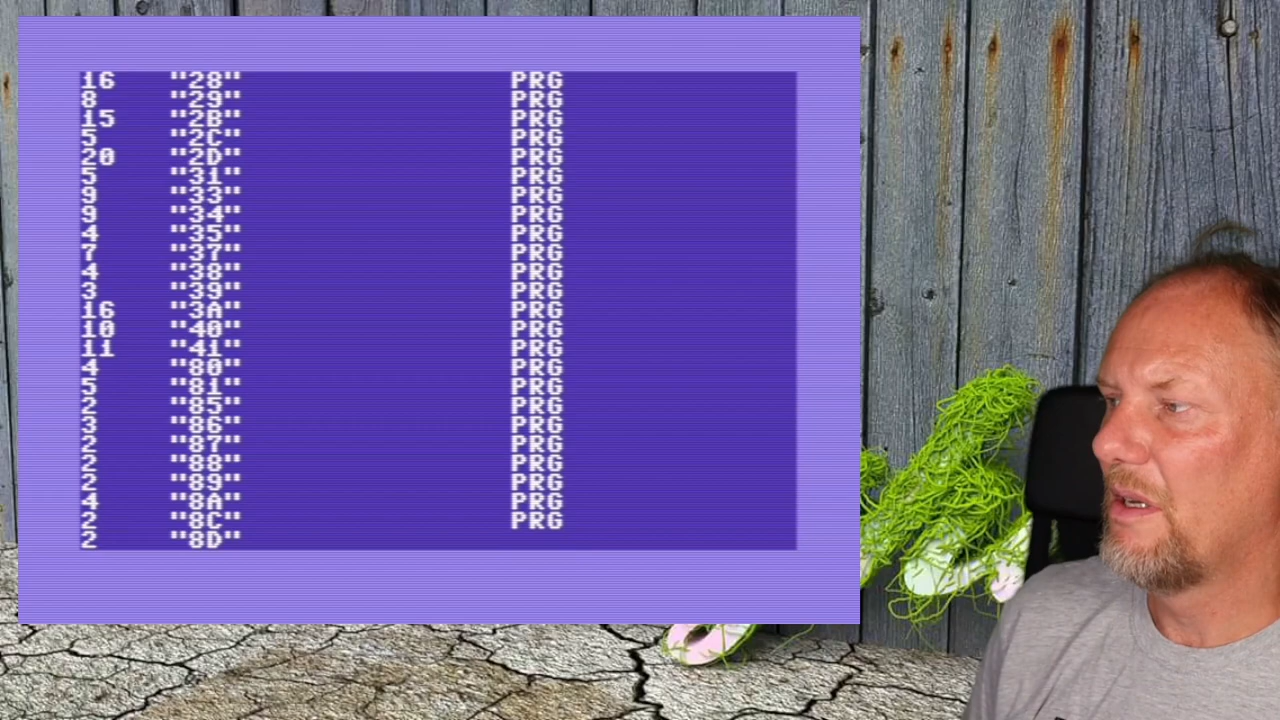 16 "28" PRG
8 "29" PRG
15 "2B" PRG
5 "2C" PRG
20 "2D" PRG
5 "31" PRG
9 "33" PRG
9 "34" PRG
4 "35" PRG
7 "37" PRG
4 "38" PRG
3 "39" PRG
16 "3A" PRG
10 "40" PRG
11 "41" PRG
4 "80" PRG
5 "81" PRG
2 "85" PRG
3 "86" PRG
2 "87" PRG
2 "88" PRG
2 "89" PRG
4 "8A" PRG
2 "8C" PRG
2 "8D"